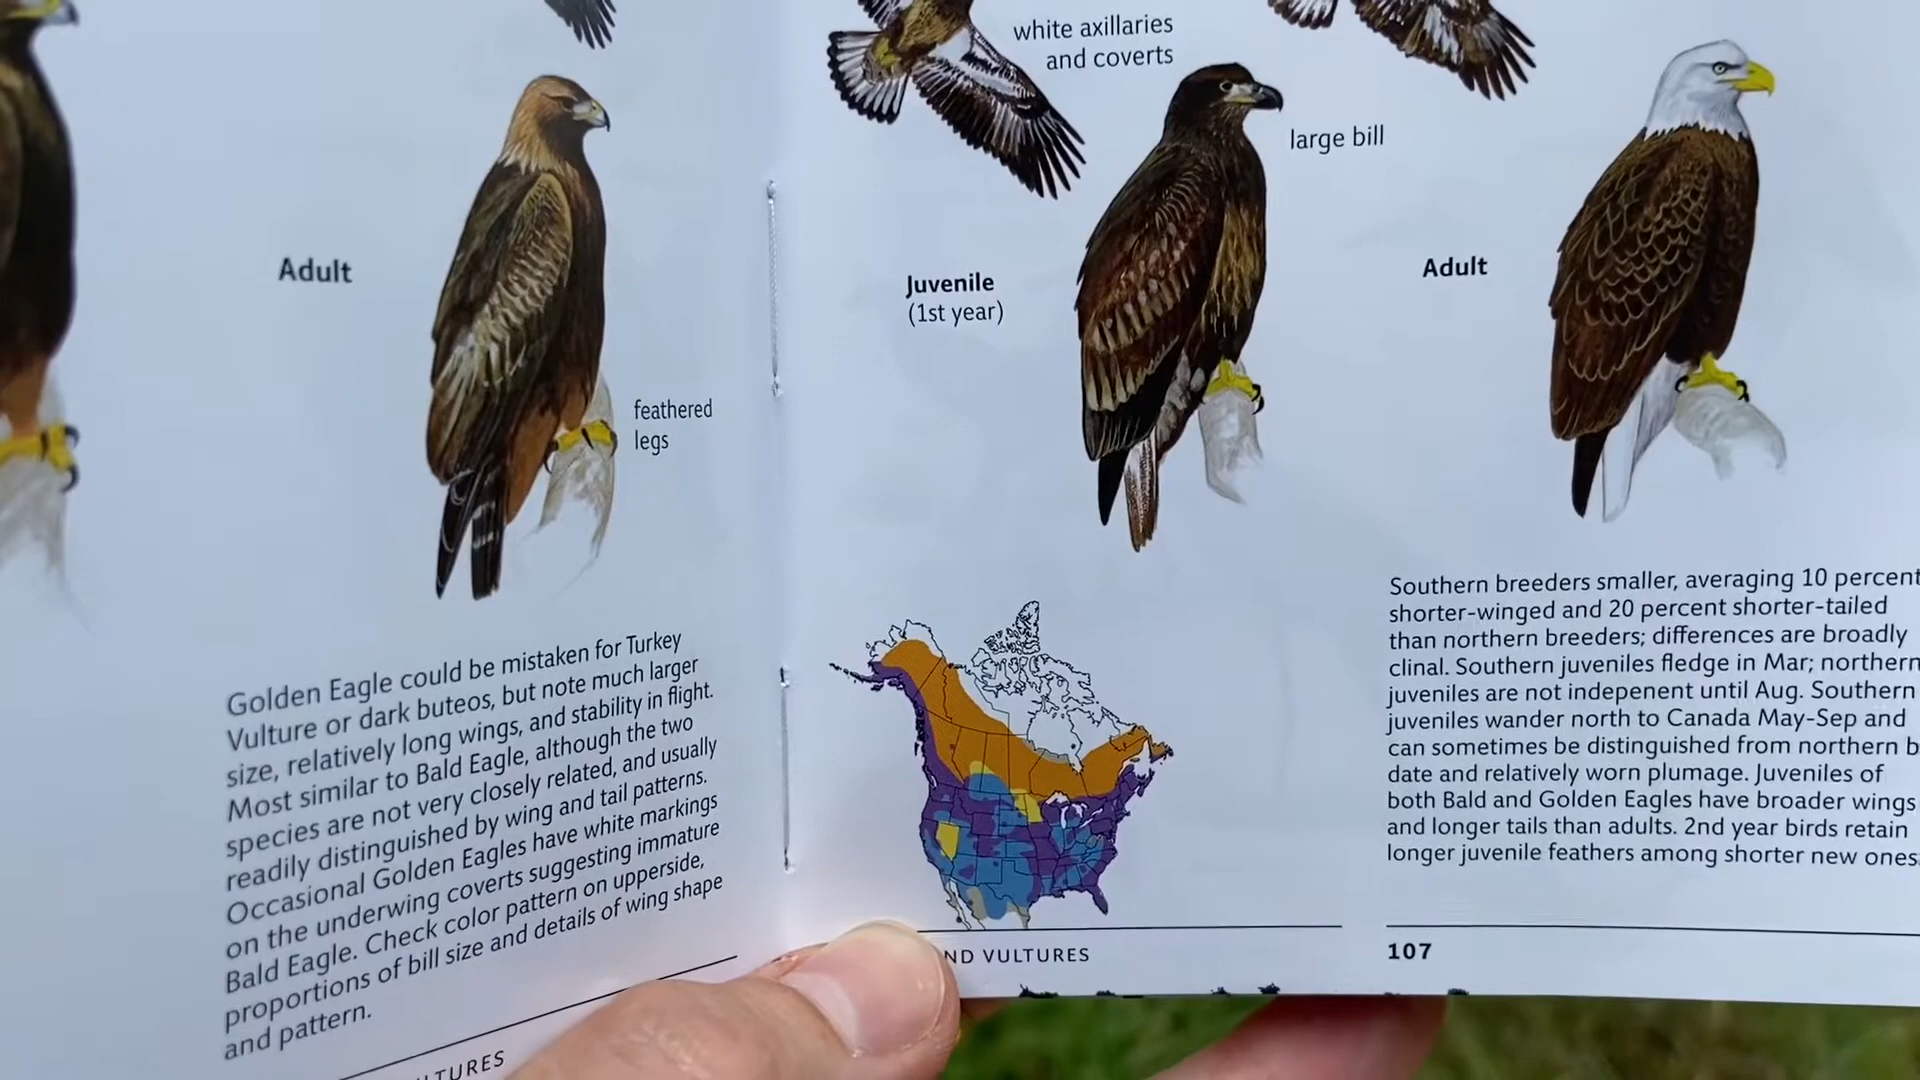 Adult
feathered
legs
Golden Eagle could be mistaken for Turkey
Vulture or dark buteos, but note much larger
size, relatively long wings, and stability in flight.
Most similar to Bald Eagle, although the two
species are not very closely related, and usually
readily distinguished by wing and tail patterns.
Occasional Golden Eagles have white markings
on the underwing coverts suggesting immature
Bald Eagle. Check color pattern on upperside,
proportions of bill size and details of wing shape
and pattern.
LTURES
white axillaries
and coverts
large bill
Juvenile
(1st year)
Adult
Southern breeders smaller, averaging 10 percent
shorter-winged and 20 percent shorter-tailed
than northern breeders; differences are broadly
clinal. Southern juveniles fledge in Mar; northern
juveniles are not indepenent until Aug. Southern
juveniles wander north to Canada May-Sep and
can sometimes be distinguished from northern b
date and relatively worn plumage. Juveniles of
both Bald and Golden Eagles have broader wings
and longer tails than adults. 2nd year birds retain
longer juvenile feathers among shorter new ones.
ND VULTURES
107